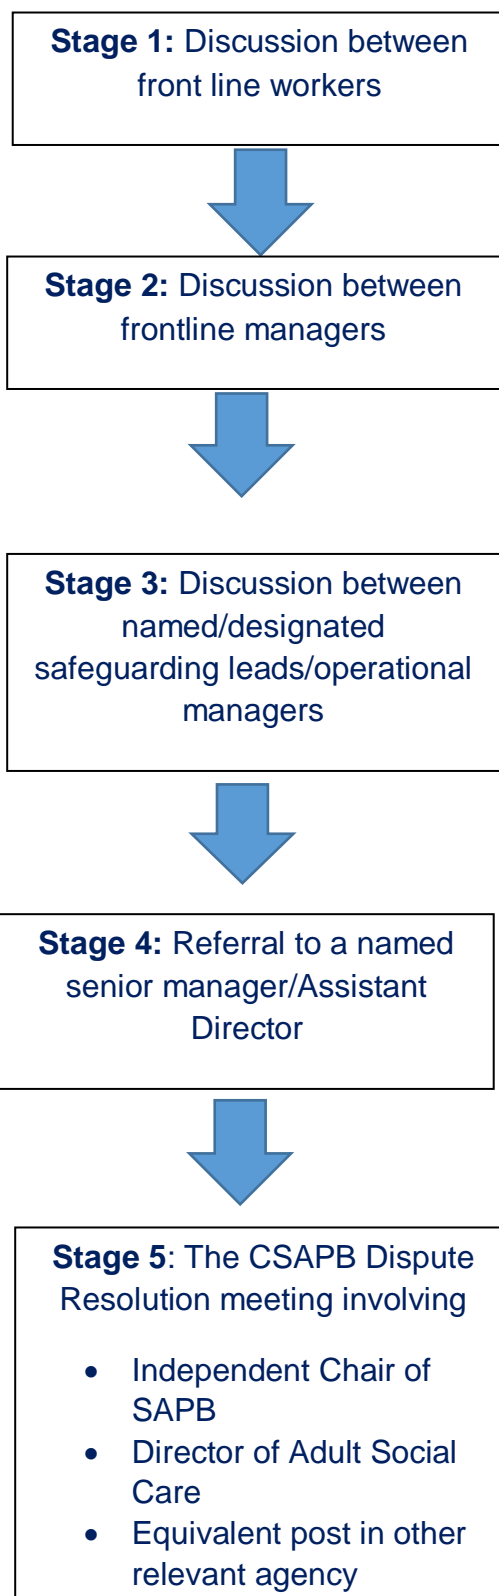 Stage 1: Discussion between
front line workers
Stage 2: Discussion between
frontline managers
Stage 3: Discussion between
named/designated
safeguarding leads/operational
managers
Stage 4: Referral to a named
senior manager/Assistant
Director
Stage 5: The CSAPB Dispute
Resolution meeting involving
• Independent Chair of
SAPB
• Director of Adult Social
Care
• Equivalent post in other
relevant agency